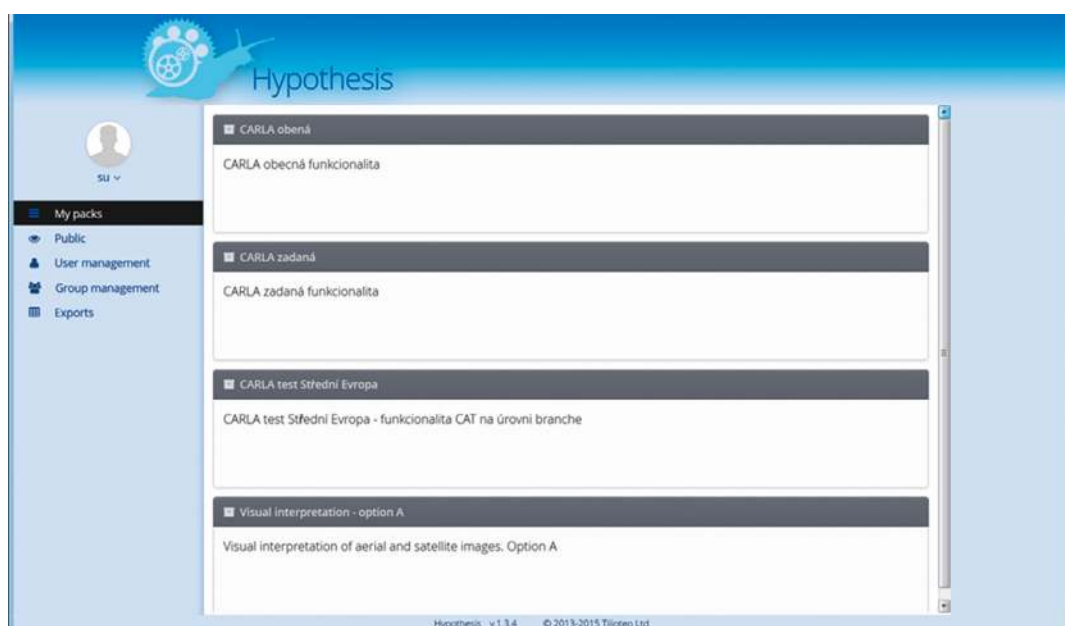 Hypothesis
su
My packs
Public
User management
Group management
Exports
CARLA obená
CARLA obecná funkcionalita
CARLA zadaná
CARLA zadaná funkcionalita
CARLA test Střední Evropa
CARLA test Střední Evropa - funkcionalita CAT na úrovni branche
Visual interpretation - option A
Visual interpretation of aerial and satellite images. Option A
Hypothesis v.1.3.4 © 2013-2015 Tilioteo Ltd